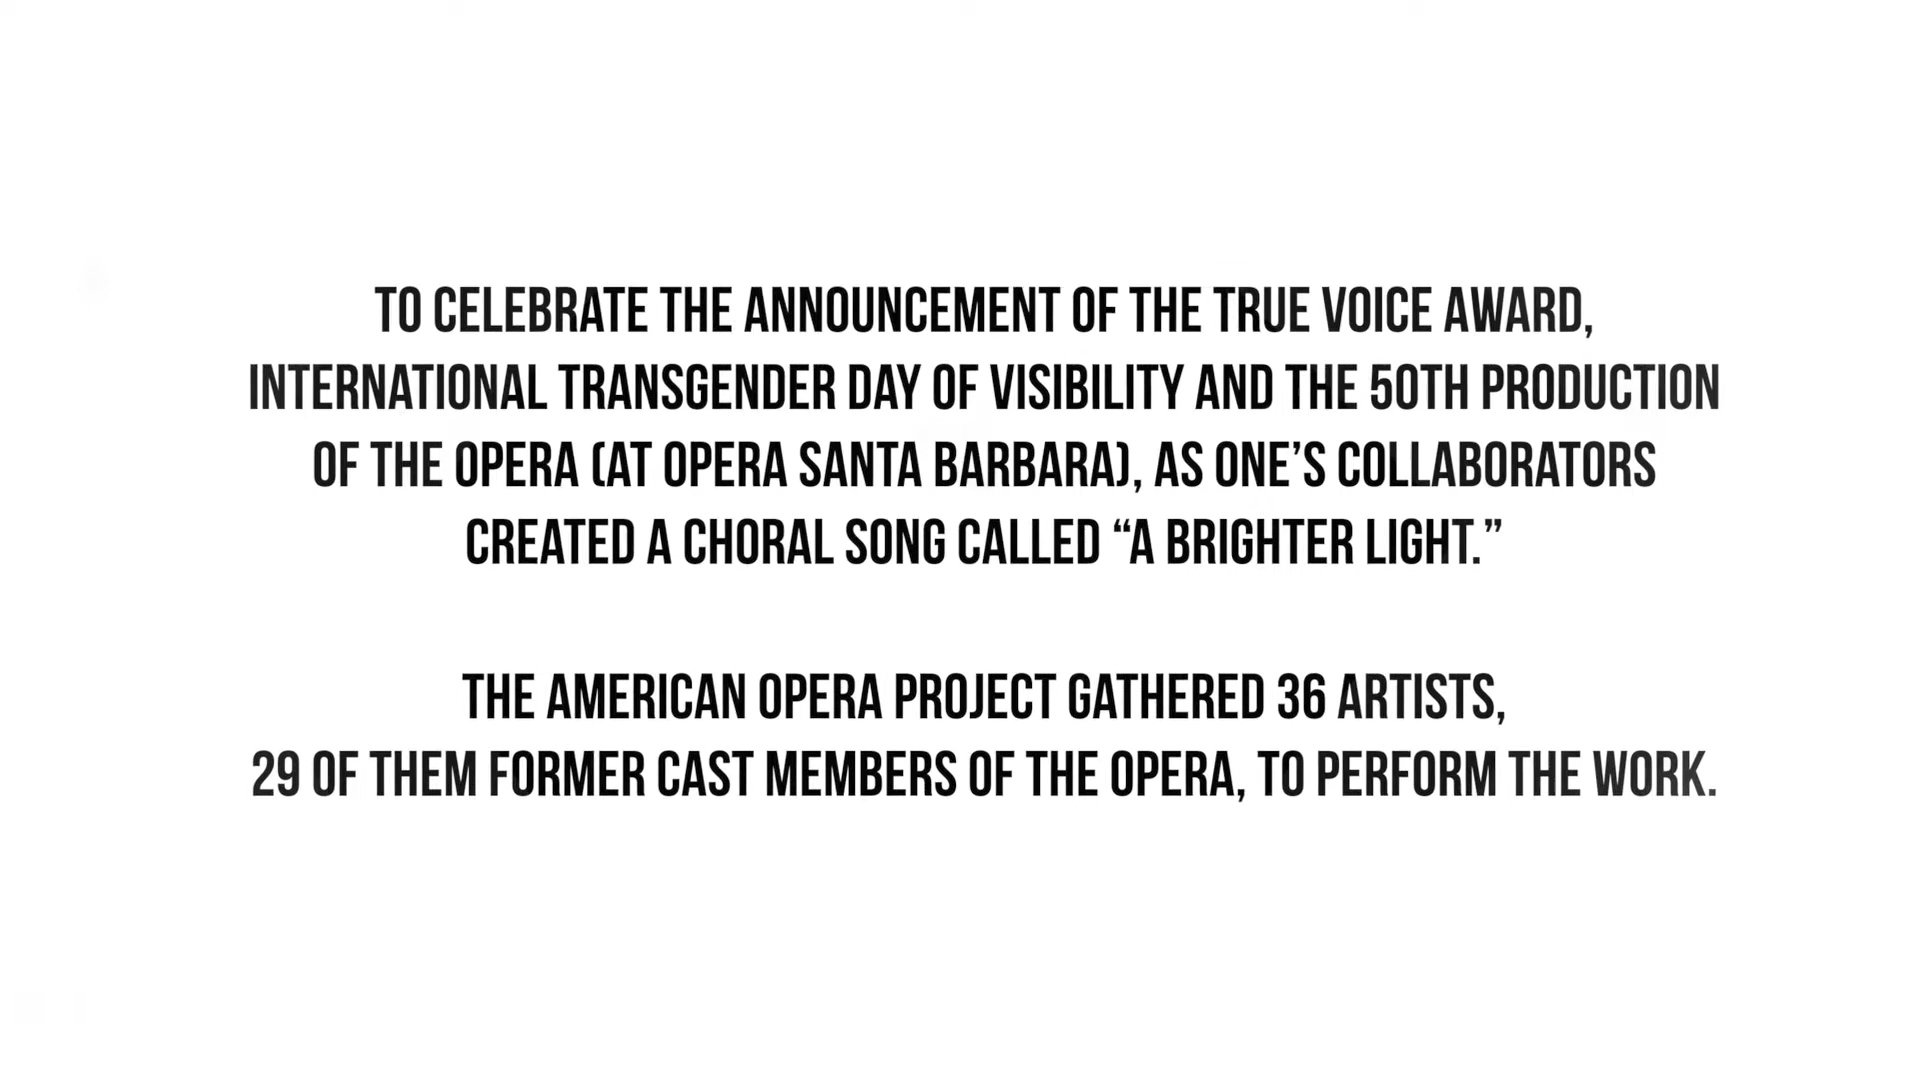 TO CELEBRATE THE ANNOUNCEMENT OF THE TRUE VOICE AWARD,
INTERNATIONAL TRANSGENDER DAY OF VISIBILITY AND THE 50TH PRODUCTION
OF THE OPERA (AT OPERA SANTA BARBARA), AS ONE’S COLLABORATORS
CREATED A CHORAL SONG CALLED “A BRIGHTER LIGHT.”
THE AMERICAN OPERA PROJECT GATHERED 36 ARTISTS,
29 OF THEM FORMER CAST MEMBERS OF THE OPERA, TO PERFORM THE WORK.